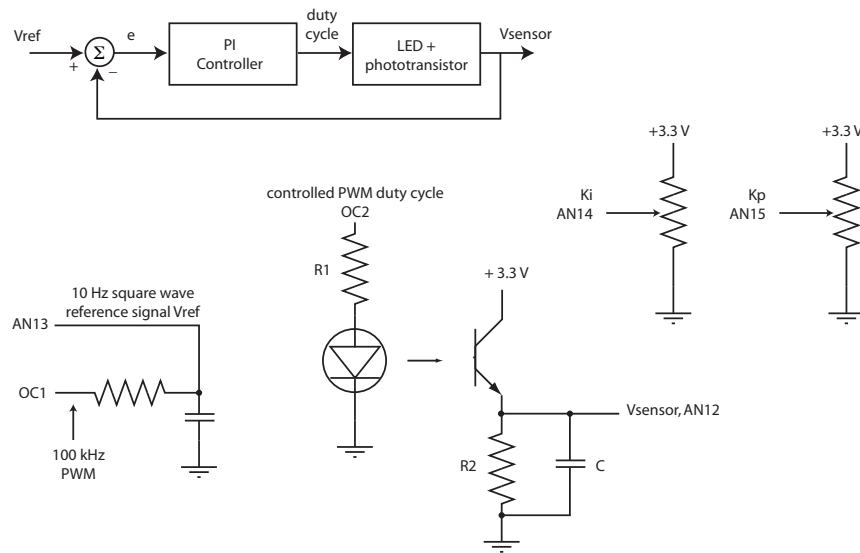 Vref
+
Σ
−
e
PI
Controller
duty
cycle
LED +
phototransistor
Vsensor
+3.3 V
Ki
AN14
+3.3 V
Kp
AN15
controlled PWM duty cycle
OC2
R1
+ 3.3 V
10 Hz square wave
reference signal Vref
AN13
OC1
100 kHz
PWM
Vsensor, AN12
R2
C